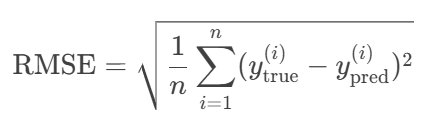 RMSE = \sqrt{\frac{1}{n} \sum_{i=1}^{n} (y_{\text{true}}^{(i)} - y_{\text{pred}}^{(i)})^2}